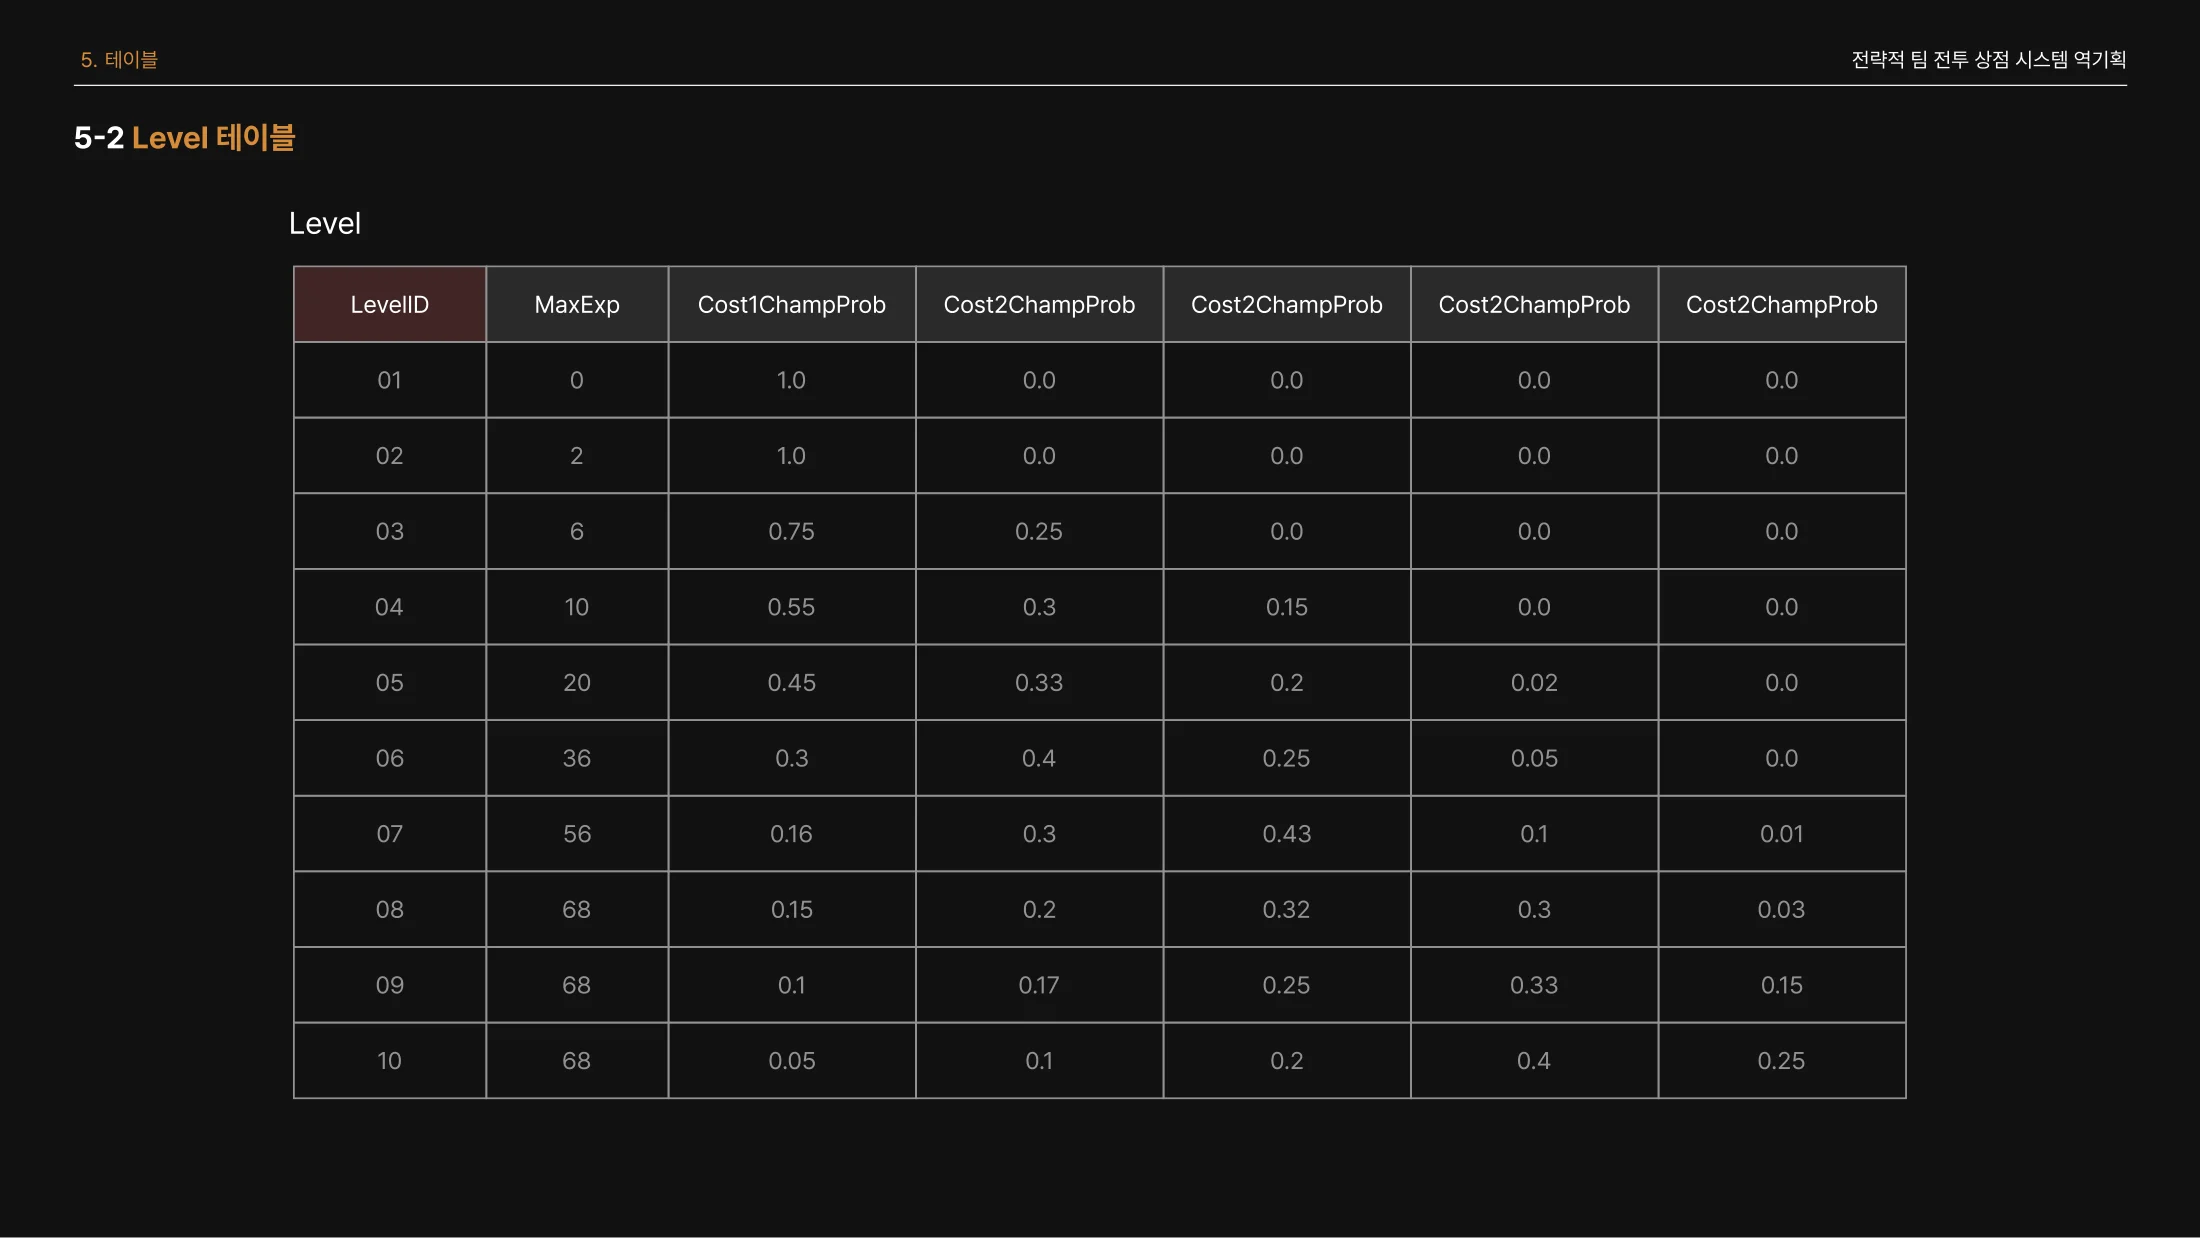 5. 테이블
전략적 팀 전투 상점 시스템 역기획
5-2 Level 테이블
Level
LevelID MaxExp Cost1ChampProb Cost2ChampProb Cost2ChampProb Cost2ChampProb Cost2ChampProb
01 0 1.0 0.0 0.0 0.0 0.0
02 2 1.0 0.0 0.0 0.0 0.0
03 6 0.75 0.25 0.0 0.0 0.0
04 10 0.55 0.3 0.15 0.0 0.0
05 20 0.45 0.33 0.2 0.02 0.0
06 36 0.3 0.4 0.25 0.05 0.0
07 56 0.16 0.3 0.43 0.1 0.01
08 68 0.15 0.2 0.32 0.3 0.03
09 68 0.1 0.17 0.25 0.33 0.15
10 68 0.05 0.1 0.2 0.4 0.25